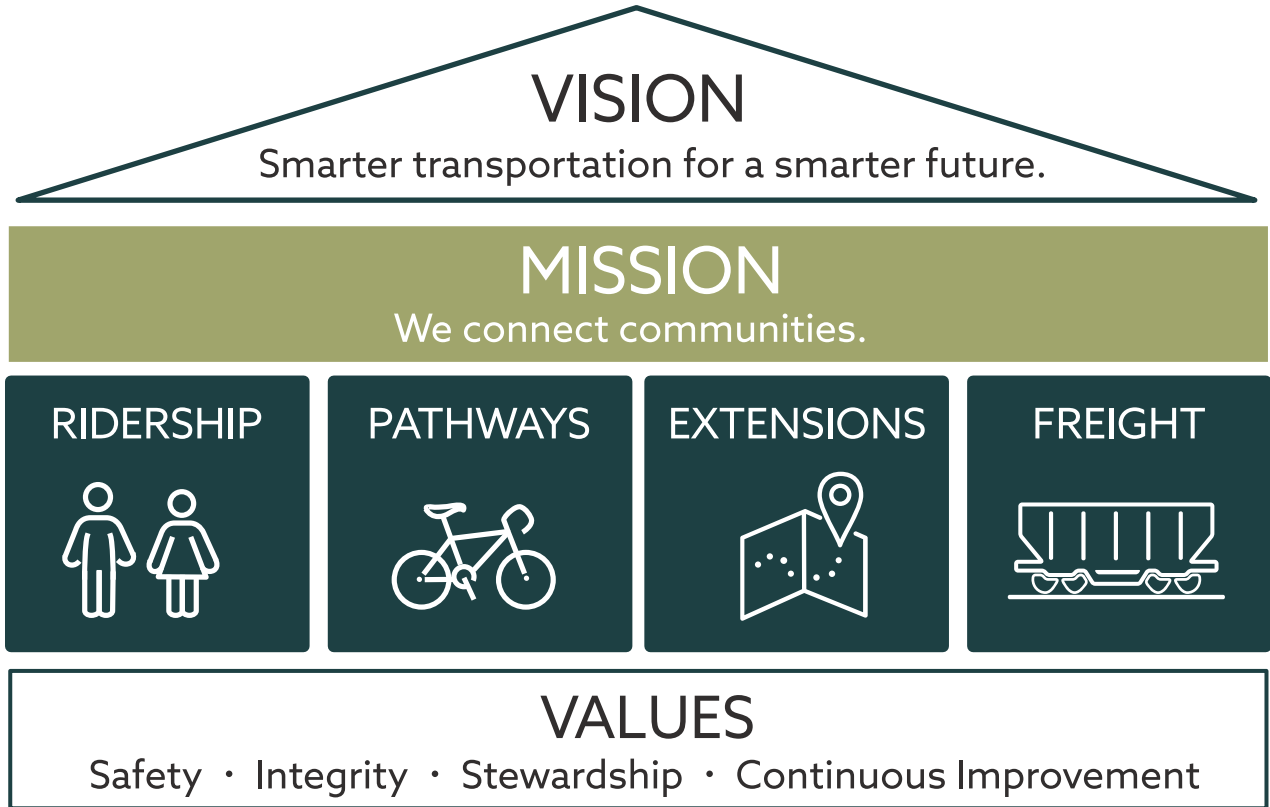 VISION
Smarter transportation for a smarter future.
MISSION
We connect communities.
RIDERSHIP
PATHWAYS
EXTENSIONS
FREIGHT
VALUES
Safety · Integrity · Stewardship · Continuous Improvement